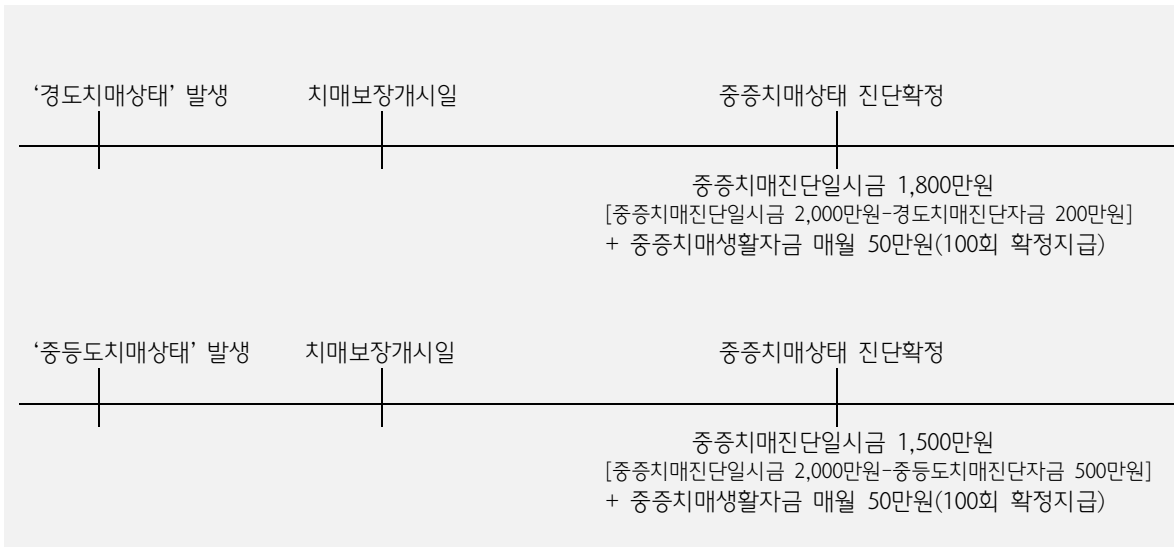 ‘경도치매상태’ 발생 치매보장개시일 중증치매상태 진단확정
중증치매진단일시금 1,800만원
[중증치매진단일시금 2,000만원-경도치매진단자금 200만원]
+ 중증치매생활자금 매월 50만원(100회 확정지급)
‘중등도치매상태’ 발생 치매보장개시일 중증치매상태 진단확정
중증치매진단일시금 1,500만원
[중증치매진단일시금 2,000만원-중등도치매진단자금 500만원]
+ 중증치매생활자금 매월 50만원(100회 확정지급)